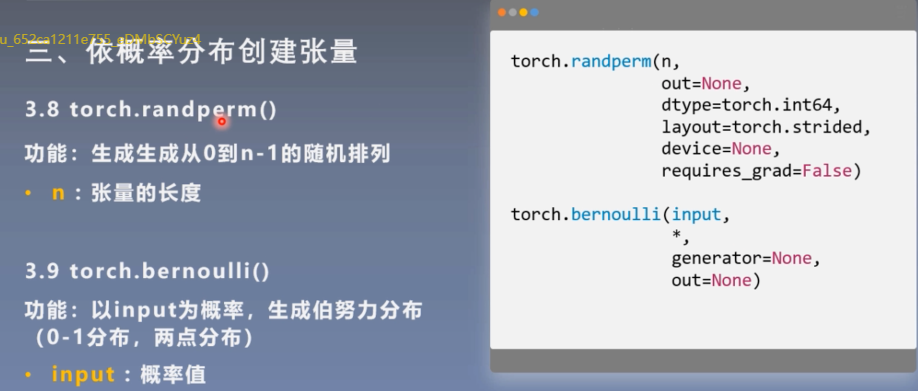 三、依概率分布创建张量
3.8 torch.randperm()
功能：生成生成从0到n-1的随机排列
• n：张量的长度
3.9 torch.bernoulli()
功能：以input为概率，生成伯努力分布
（0-1分布，两点分布）
• input：概率值
torch.randperm(n,
out=None,
dtype=torch.int64,
layout=torch.strided,
device=None,
requires_grad=False)
torch.bernoulli(input,
*,
generator=None,
out=None)